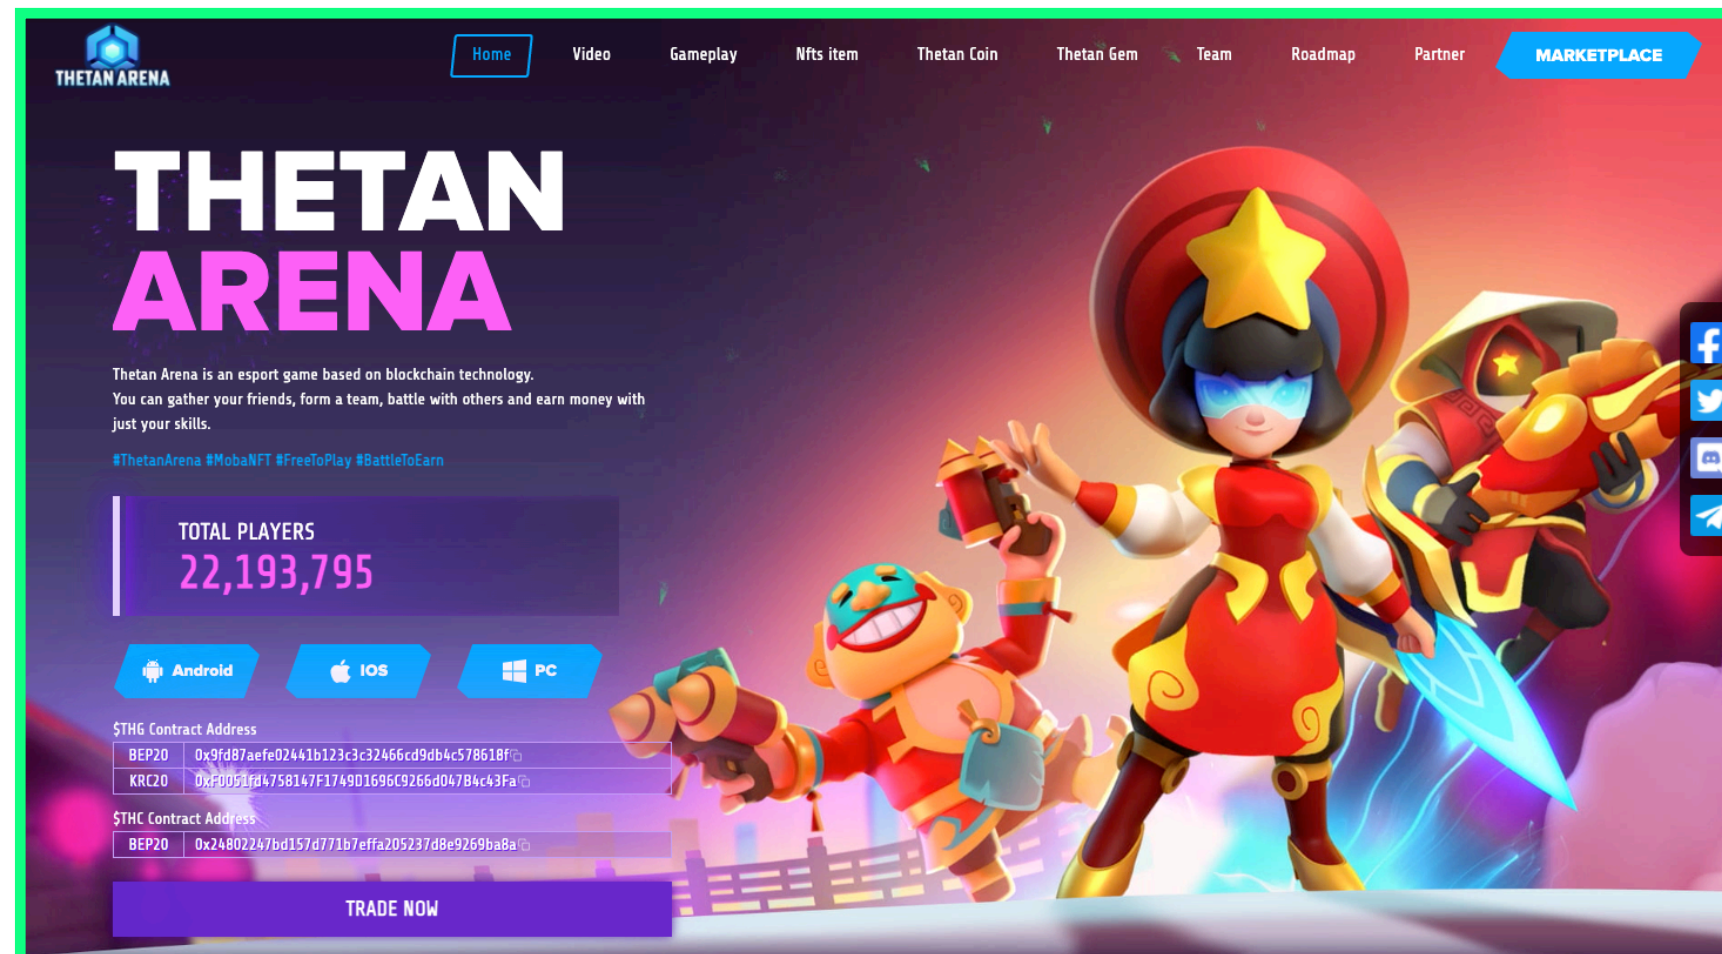 THETAN ARENA
Home Video Gameplay Nfts item Thetan Coin Thetan Gem Team Roadmap Partner MARKETPLACE
THETAN
ARENA
Thetan Arena is an esport game based on blockchain technology.
You can gather your friends, form a team, battle with others and earn money with
just your skills.
#ThetanArena #MobaNFT #FreeToPlay #BattleToEarn
TOTAL PLAYERS
22,193,795
Android IOS PC
$THG Contract Address
BEP20 0x9fd87aefe02441b123c3c32466cd9db4c578618f
KRC20 0xF0051fd4758147F1749D1696C9266d047B4c43Fa
$THC Contract Address
BEP20 0x24802247bd157d771b7effa205237d8e9269ba8a
TRADE NOW